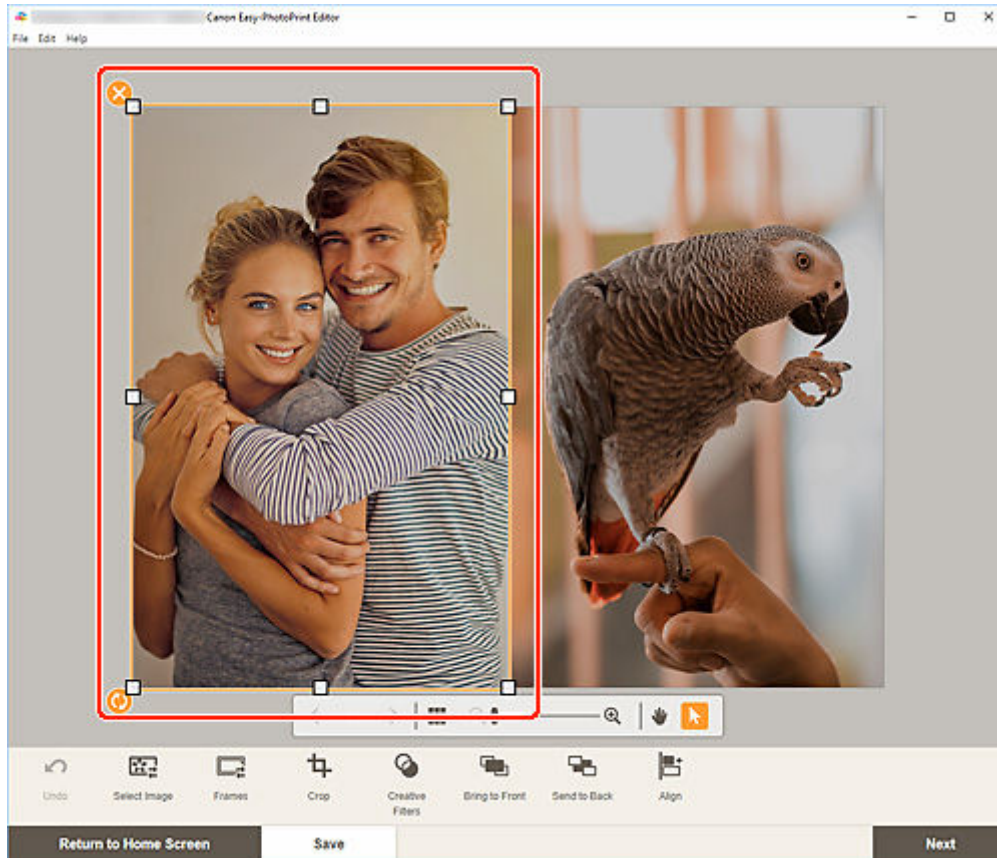 Canon Easy-PhotoPrint Editor
File Edit Help
Undo Select Image Frames Crop Creative Filters Bring to Front Send to Back Align
Return to Home Screen Save Next